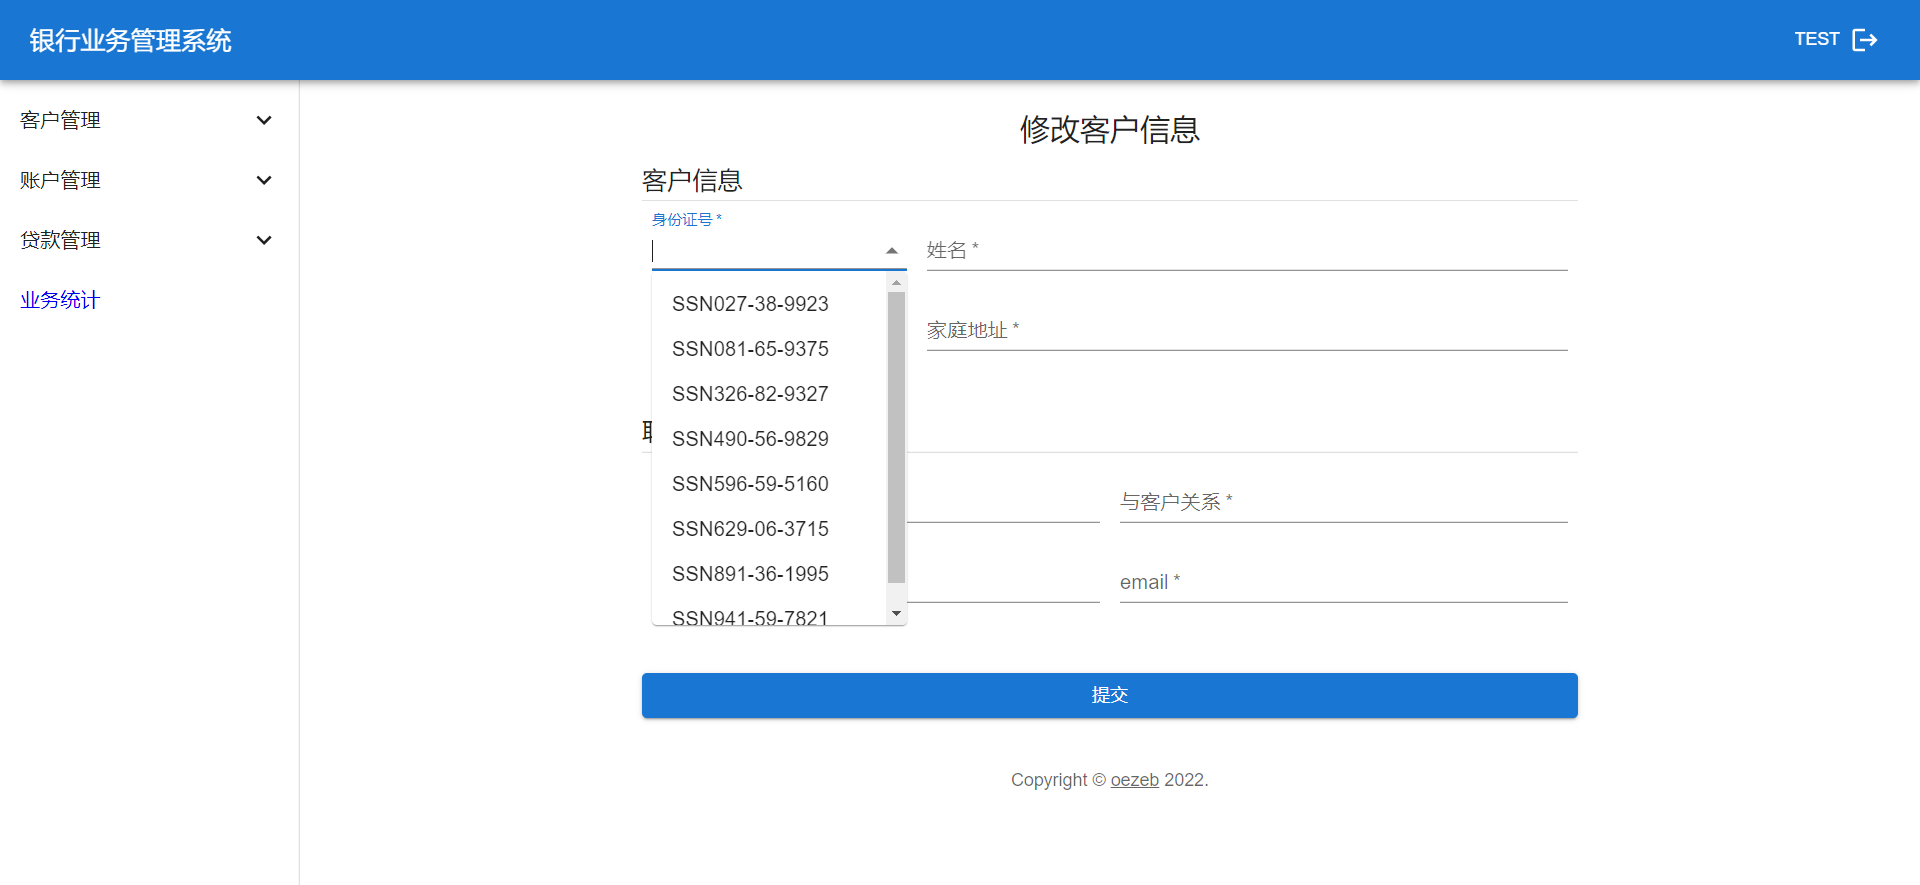 银行业务管理系统
TEST
客户管理
账户管理
贷款管理
业务统计
修改客户信息
客户信息
身份证号 *
姓名 *
家庭地址 *
SSN027-38-9923
SSN081-65-9375
SSN326-82-9327
SSN490-56-9829
SSN596-59-5160
SSN629-06-3715
SSN891-36-1995
SSN941-59-7821
与客户关系 *
email *
提交
Copyright © oezeb 2022.